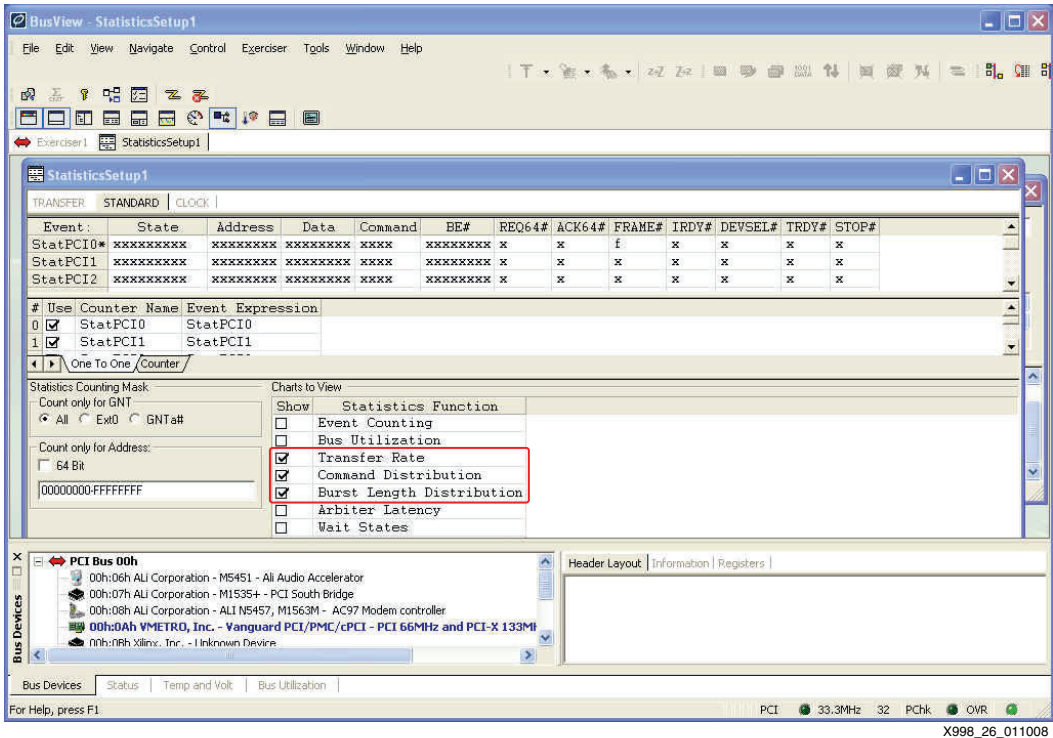 BusView - StatisticsSetup1
File Edit View Navigate Control Exerciser Tools Window Help
Exerciser1 StatisticsSetup1
StatisticsSetup1
TRANSFER STANDARD CLOCK
Event: State Address Data Command BE# REQ64# ACK64# FRAME# IRDY# DEVSEL# TRDY# STOP#
StatPCI0* xxxxxxxxx xxxxxxxx xxxxxxxx xxxx xxxxxxxx x x f x x x x
StatPCI1 xxxxxxxxx xxxxxxxx xxxxxxxx xxxx xxxxxxxx x x x x x x x
StatPCI2 xxxxxxxxx xxxxxxxx xxxxxxxx xxxx xxxxxxxx x x x x x x x
# Use Counter Name Event Expression
0 StatPCI0 StatPCI0
1 StatPCI1 StatPCI1
One To One Counter
Statistics Counting Mask
Count only for GNT
All Ext0 GNTa#
Count only for Address:
64 Bit
00000000-FFFFFFFF
Charts to View
Show Statistics Function
Event Counting
Bus Utilization
Transfer Rate
Command Distribution
Burst Length Distribution
Arbiter Latency
Wait States
Bus Devices
PCI Bus 00h
00h:06h ALi Corporation - M5451 - Ali Audio Accelerator
00h:07h ALi Corporation - M1535+ - PCI South Bridge
00h:08h ALi Corporation - ALI N5457, M1563M - AC97 Modem controller
00h:0Ah VMETRO, Inc. - Vanguard PCI/PMC/cPCI - PCI 66MHz and PCI-X 133MH
00h:0Bh Xilinx, Inc. - Unknown Device
Header Layout Information Registers
Bus Devices Status Temp and Volt Bus Utilization
For Help, press F1 PCI 33.3MHz 32 PChk OVR
X998_26_011008